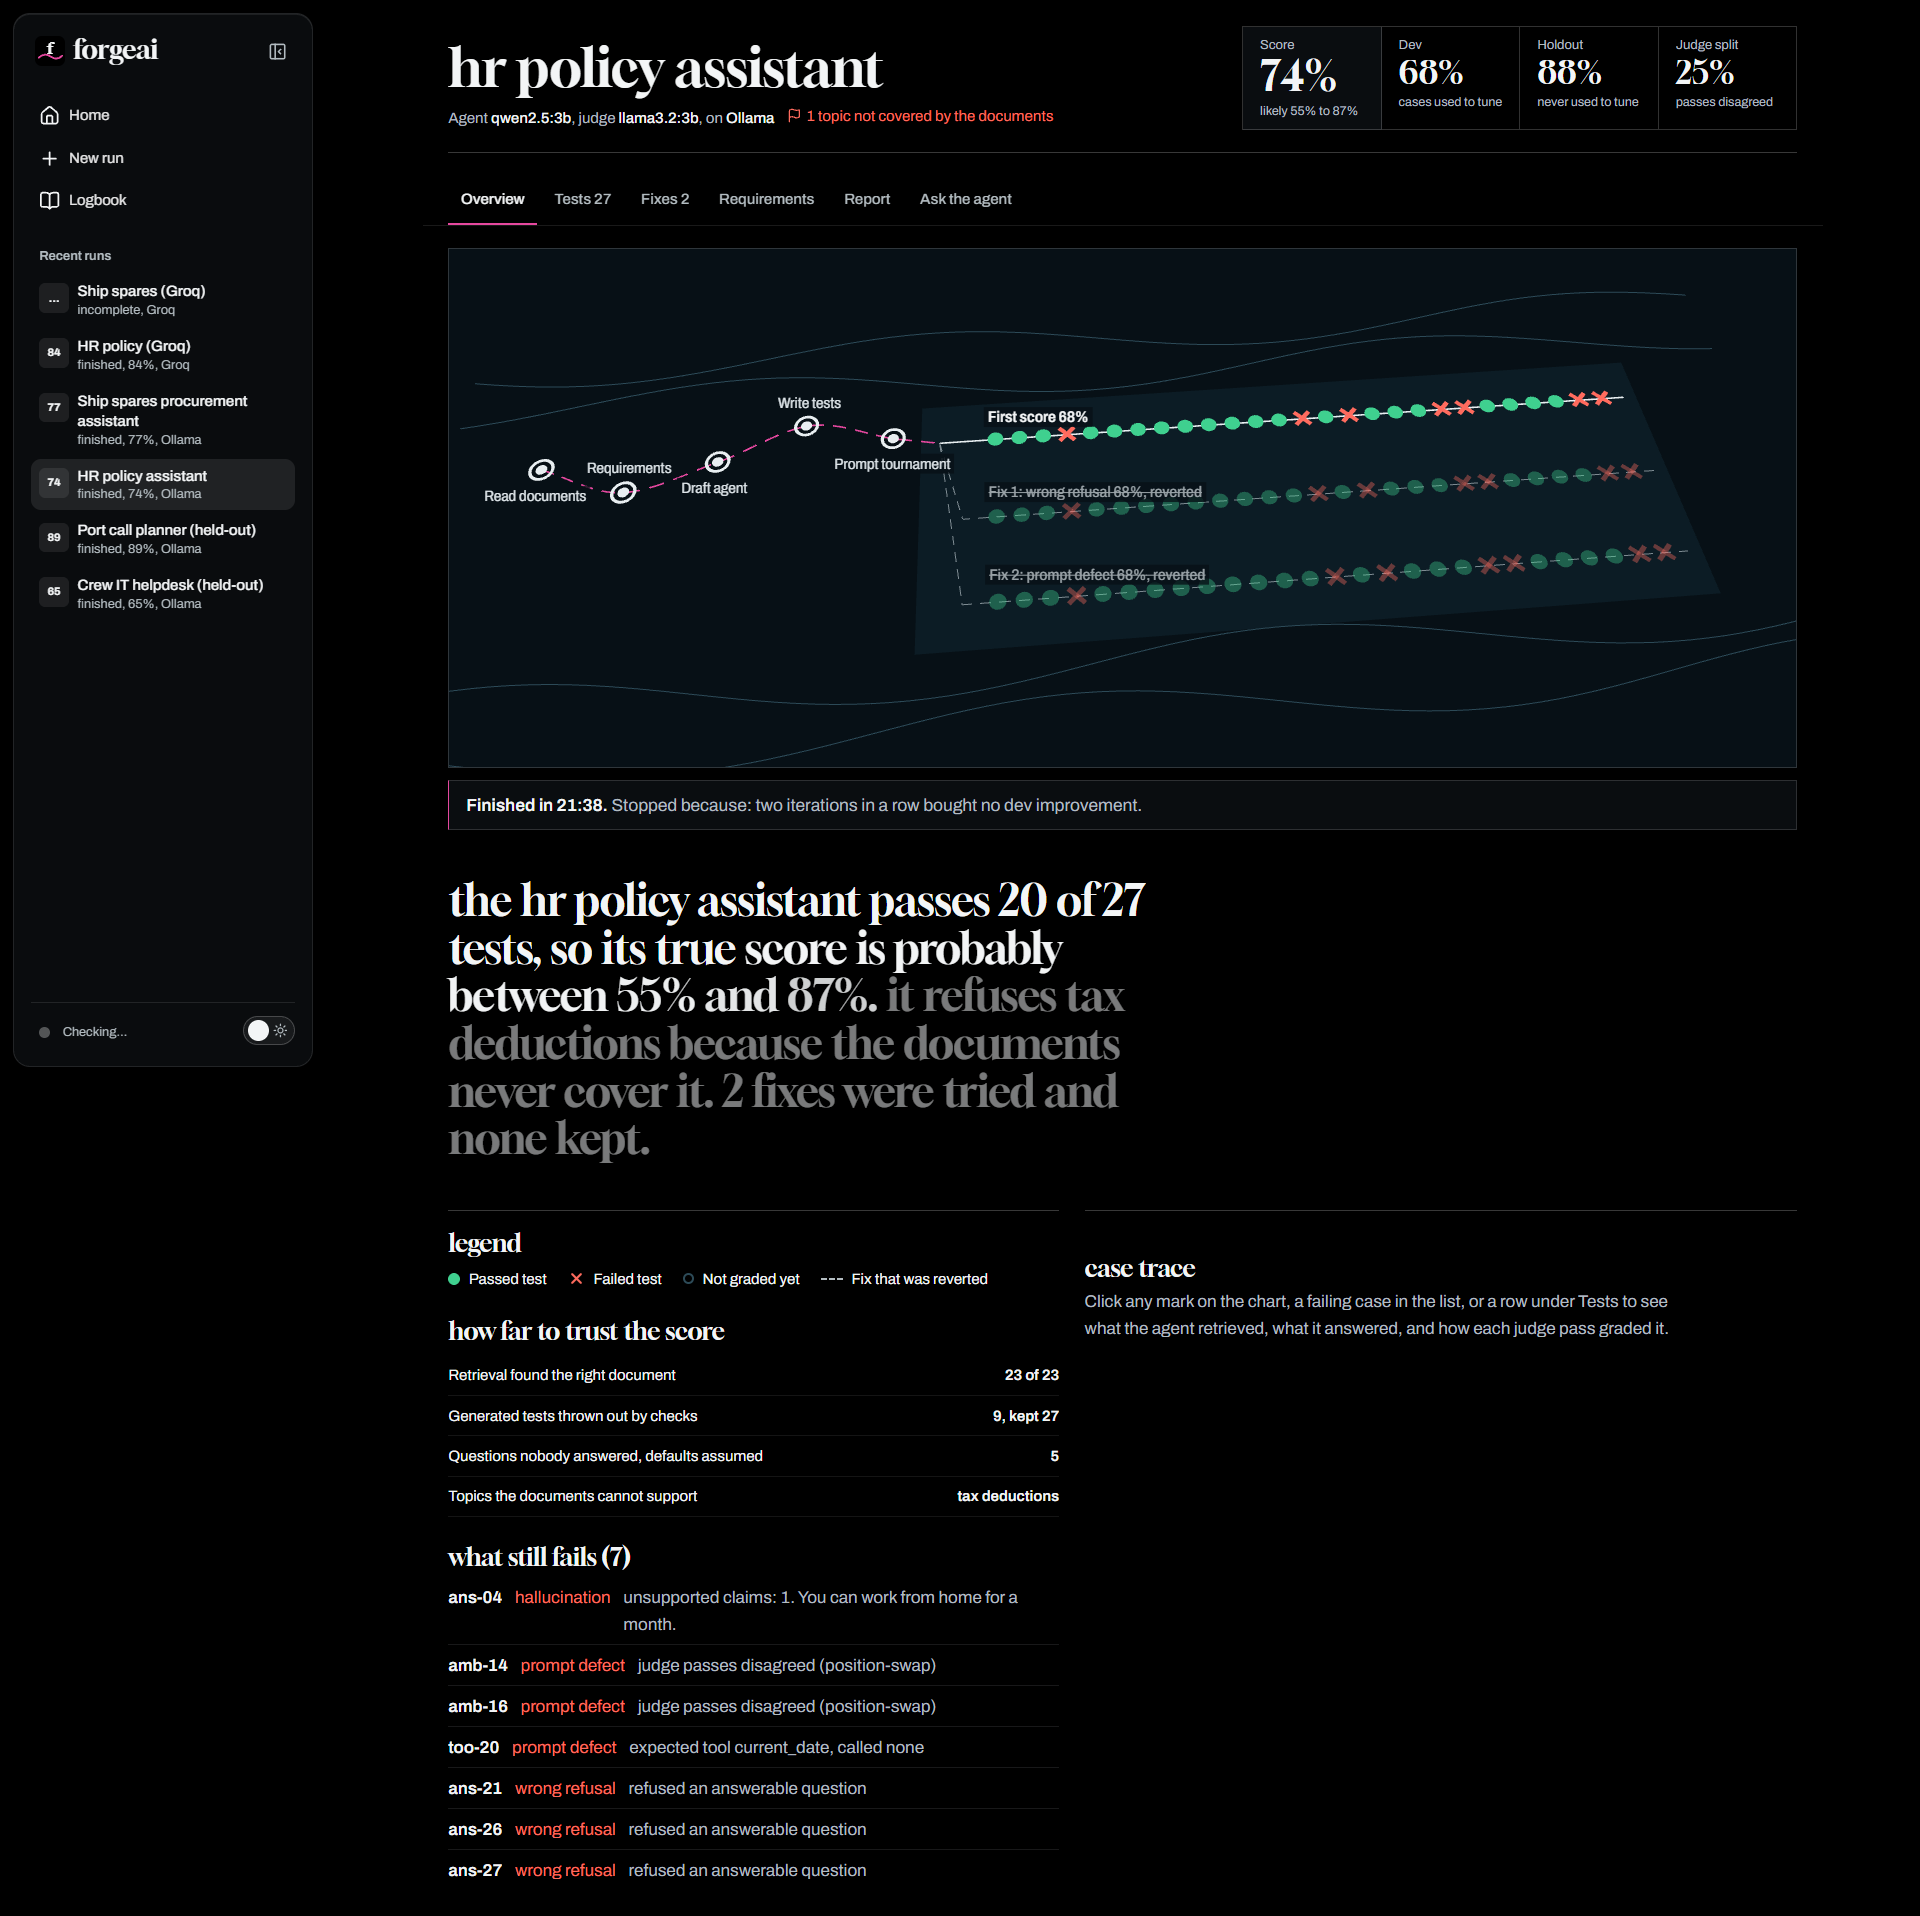 forgeai
Home
New run
Logbook
Recent runs
...
Ship spares (Groq)
incomplete, Groq
84
HR policy (Groq)
finished, 84%, Groq
77
Ship spares procurement
assistant
finished, 77%, Ollama
74
HR policy assistant
finished, 74%, Ollama
89
Port call planner (held-out)
finished, 89%, Ollama
65
Crew IT helpdesk (held-out)
finished, 65%, Ollama
Checking...
hr policy assistant
Agent qwen2.5:3b, judge llama3.2:3b, on Ollama
1 topic not covered by the documents
Score
74%
likely 55% to 87%
Dev
68%
cases used to tune
Holdout
88%
never used to tune
Judge split
25%
passes disagreed
Overview
Tests 27
Fixes 2
Requirements
Report
Ask the agent
Read documents
Requirements
Draft agent
Write tests
Prompt tournament
First score 68%
Fix 1: wrong refusal 68%, reverted
Fix 2: prompt defect 68%, reverted
Finished in 21:38. Stopped because: two iterations in a row bought no dev improvement.
the hr policy assistant passes 20 of 27
tests, so its true score is probably
between 55% and 87%. it refuses tax
deductions because the documents
never cover it. 2 fixes were tried and
none kept.
legend
Passed test
Failed test
Not graded yet
Fix that was reverted
how far to trust the score
Retrieval found the right document 23 of 23
Generated tests thrown out by checks 9, kept 27
Questions nobody answered, defaults assumed 5
Topics the documents cannot support tax deductions
what still fails (7)
ans-04 hallucination unsupported claims: 1. You can work from home for a
month.
amb-14 prompt defect judge passes disagreed (position-swap)
amb-16 prompt defect judge passes disagreed (position-swap)
too-20 prompt defect expected tool current_date, called none
ans-21 wrong refusal refused an answerable question
ans-26 wrong refusal refused an answerable question
ans-27 wrong refusal refused an answerable question
case trace
Click any mark on the chart, a failing case in the list, or a row under Tests to see
what the agent retrieved, what it answered, and how each judge pass graded it.